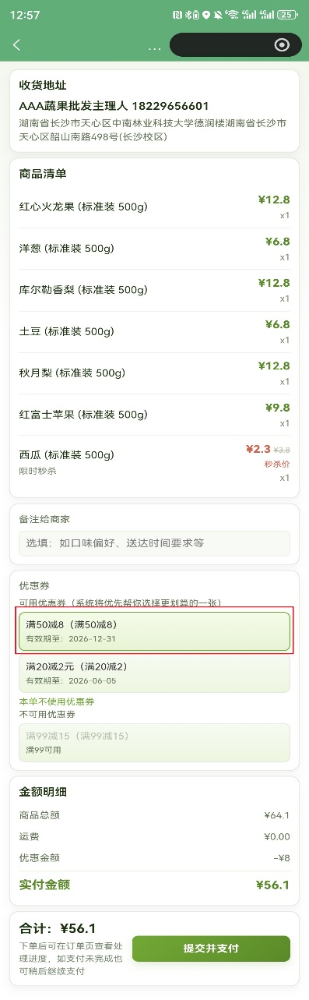 12:57
6 4G 4G 25
...
收货地址
AAA蔬果批发主理人 18229656601
湖南省长沙市天心区中南林业科技大学德润楼湖南省长沙市
天心区韶山南路498号(长沙校区)
商品清单
红心火龙果 (标准装 500g) ¥12.8
x1
洋葱 (标准装 500g) ¥6.8
x1
库尔勒香梨 (标准装 500g) ¥12.8
x1
土豆 (标准装 500g) ¥6.8
x1
秋月梨 (标准装 500g) ¥12.8
x1
红富士苹果 (标准装 500g) ¥9.8
x1
西瓜 (标准装 500g) ¥2.3 ¥3.8
限时秒杀 秒杀价
x1
备注给商家
选填：如口味偏好、送达时间要求等
优惠券
可用优惠券（系统将优先帮你选择更划算的一张）
满50减8（满50减8）
有效期至：2026-12-31
满20减2元（满20减2）
有效期至：2026-06-05
本单不使用优惠券
不可用优惠券
满99减15（满99减15）
满99可用
金额明细
商品总额 ¥64.1
运费 ¥0.00
优惠金额 -¥8
实付金额 ¥56.1
合计：¥56.1
下单后可在订单页查看处
理进度，如支付未完成也
可稍后继续支付
提交并支付